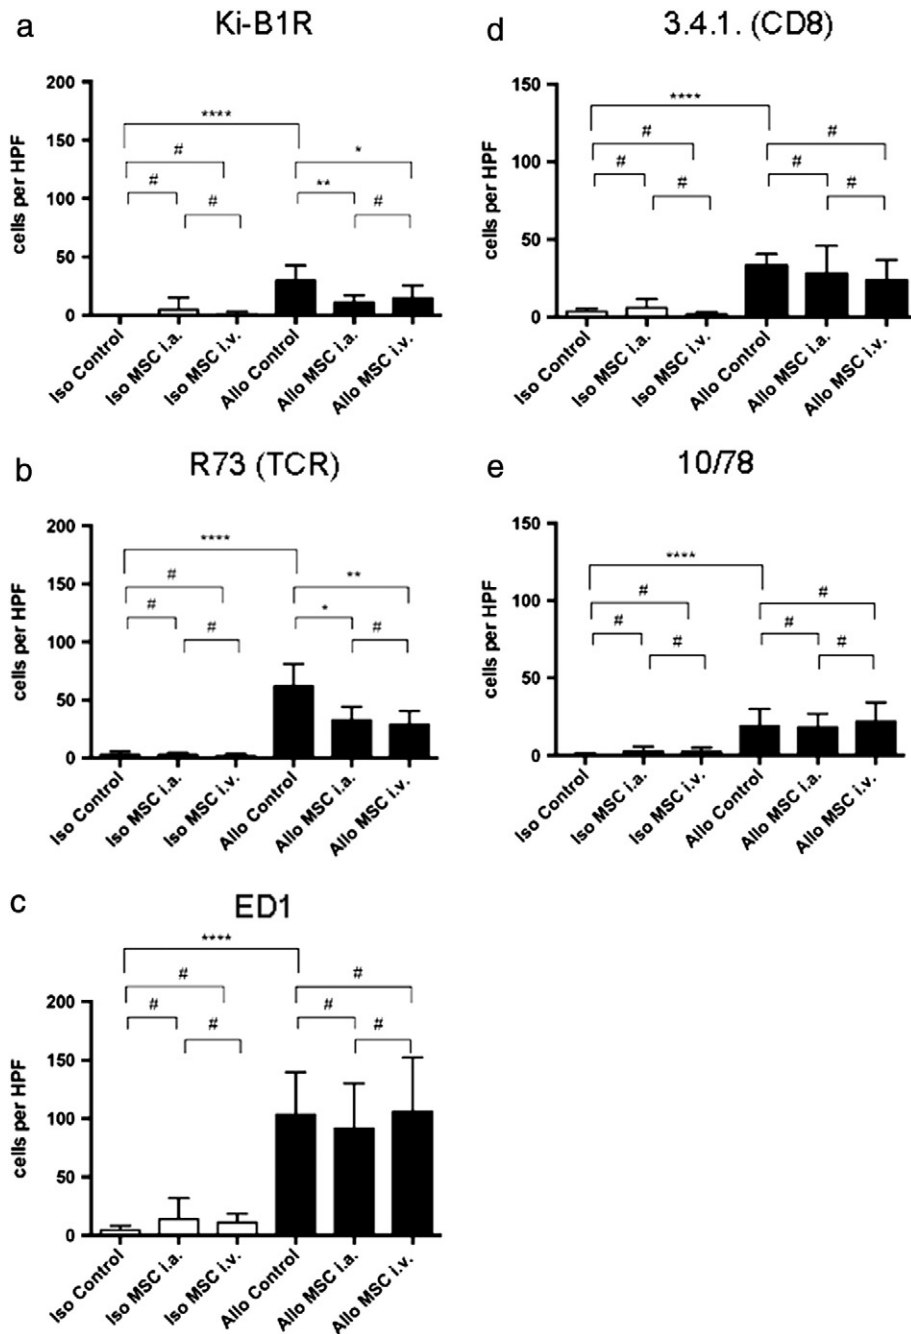 a
Ki-B1R
cells per HPF
200
150
100
50
0
****
#
*
#
**
#
#
Iso Control
Iso MSC i.a.
Iso MSC i.v.
Allo Control
Allo MSC i.a.
Allo MSC i.v.
b
R73 (TCR)
cells per HPF
200
150
100
50
0
****
#
**
#
*
#
#
Iso Control
Iso MSC i.a.
Iso MSC i.v.
Allo Control
Allo MSC i.a.
Allo MSC i.v.
c
ED1
cells per HPF
200
150
100
50
0
****
#
#
#
#
#
#
Iso Control
Iso MSC i.a.
Iso MSC i.v.
Allo Control
Allo MSC i.a.
Allo MSC i.v.
d
3.4.1. (CD8)
cells per HPF
150
100
50
0
****
#
#
#
#
#
#
Iso Control
Iso MSC i.a.
Iso MSC i.v.
Allo Control
Allo MSC i.a.
Allo MSC i.v.
e
10/78
cells per HPF
150
100
50
0
****
#
#
#
#
#
#
Iso Control
Iso MSC i.a.
Iso MSC i.v.
Allo Control
Allo MSC i.a.
Allo MSC i.v.